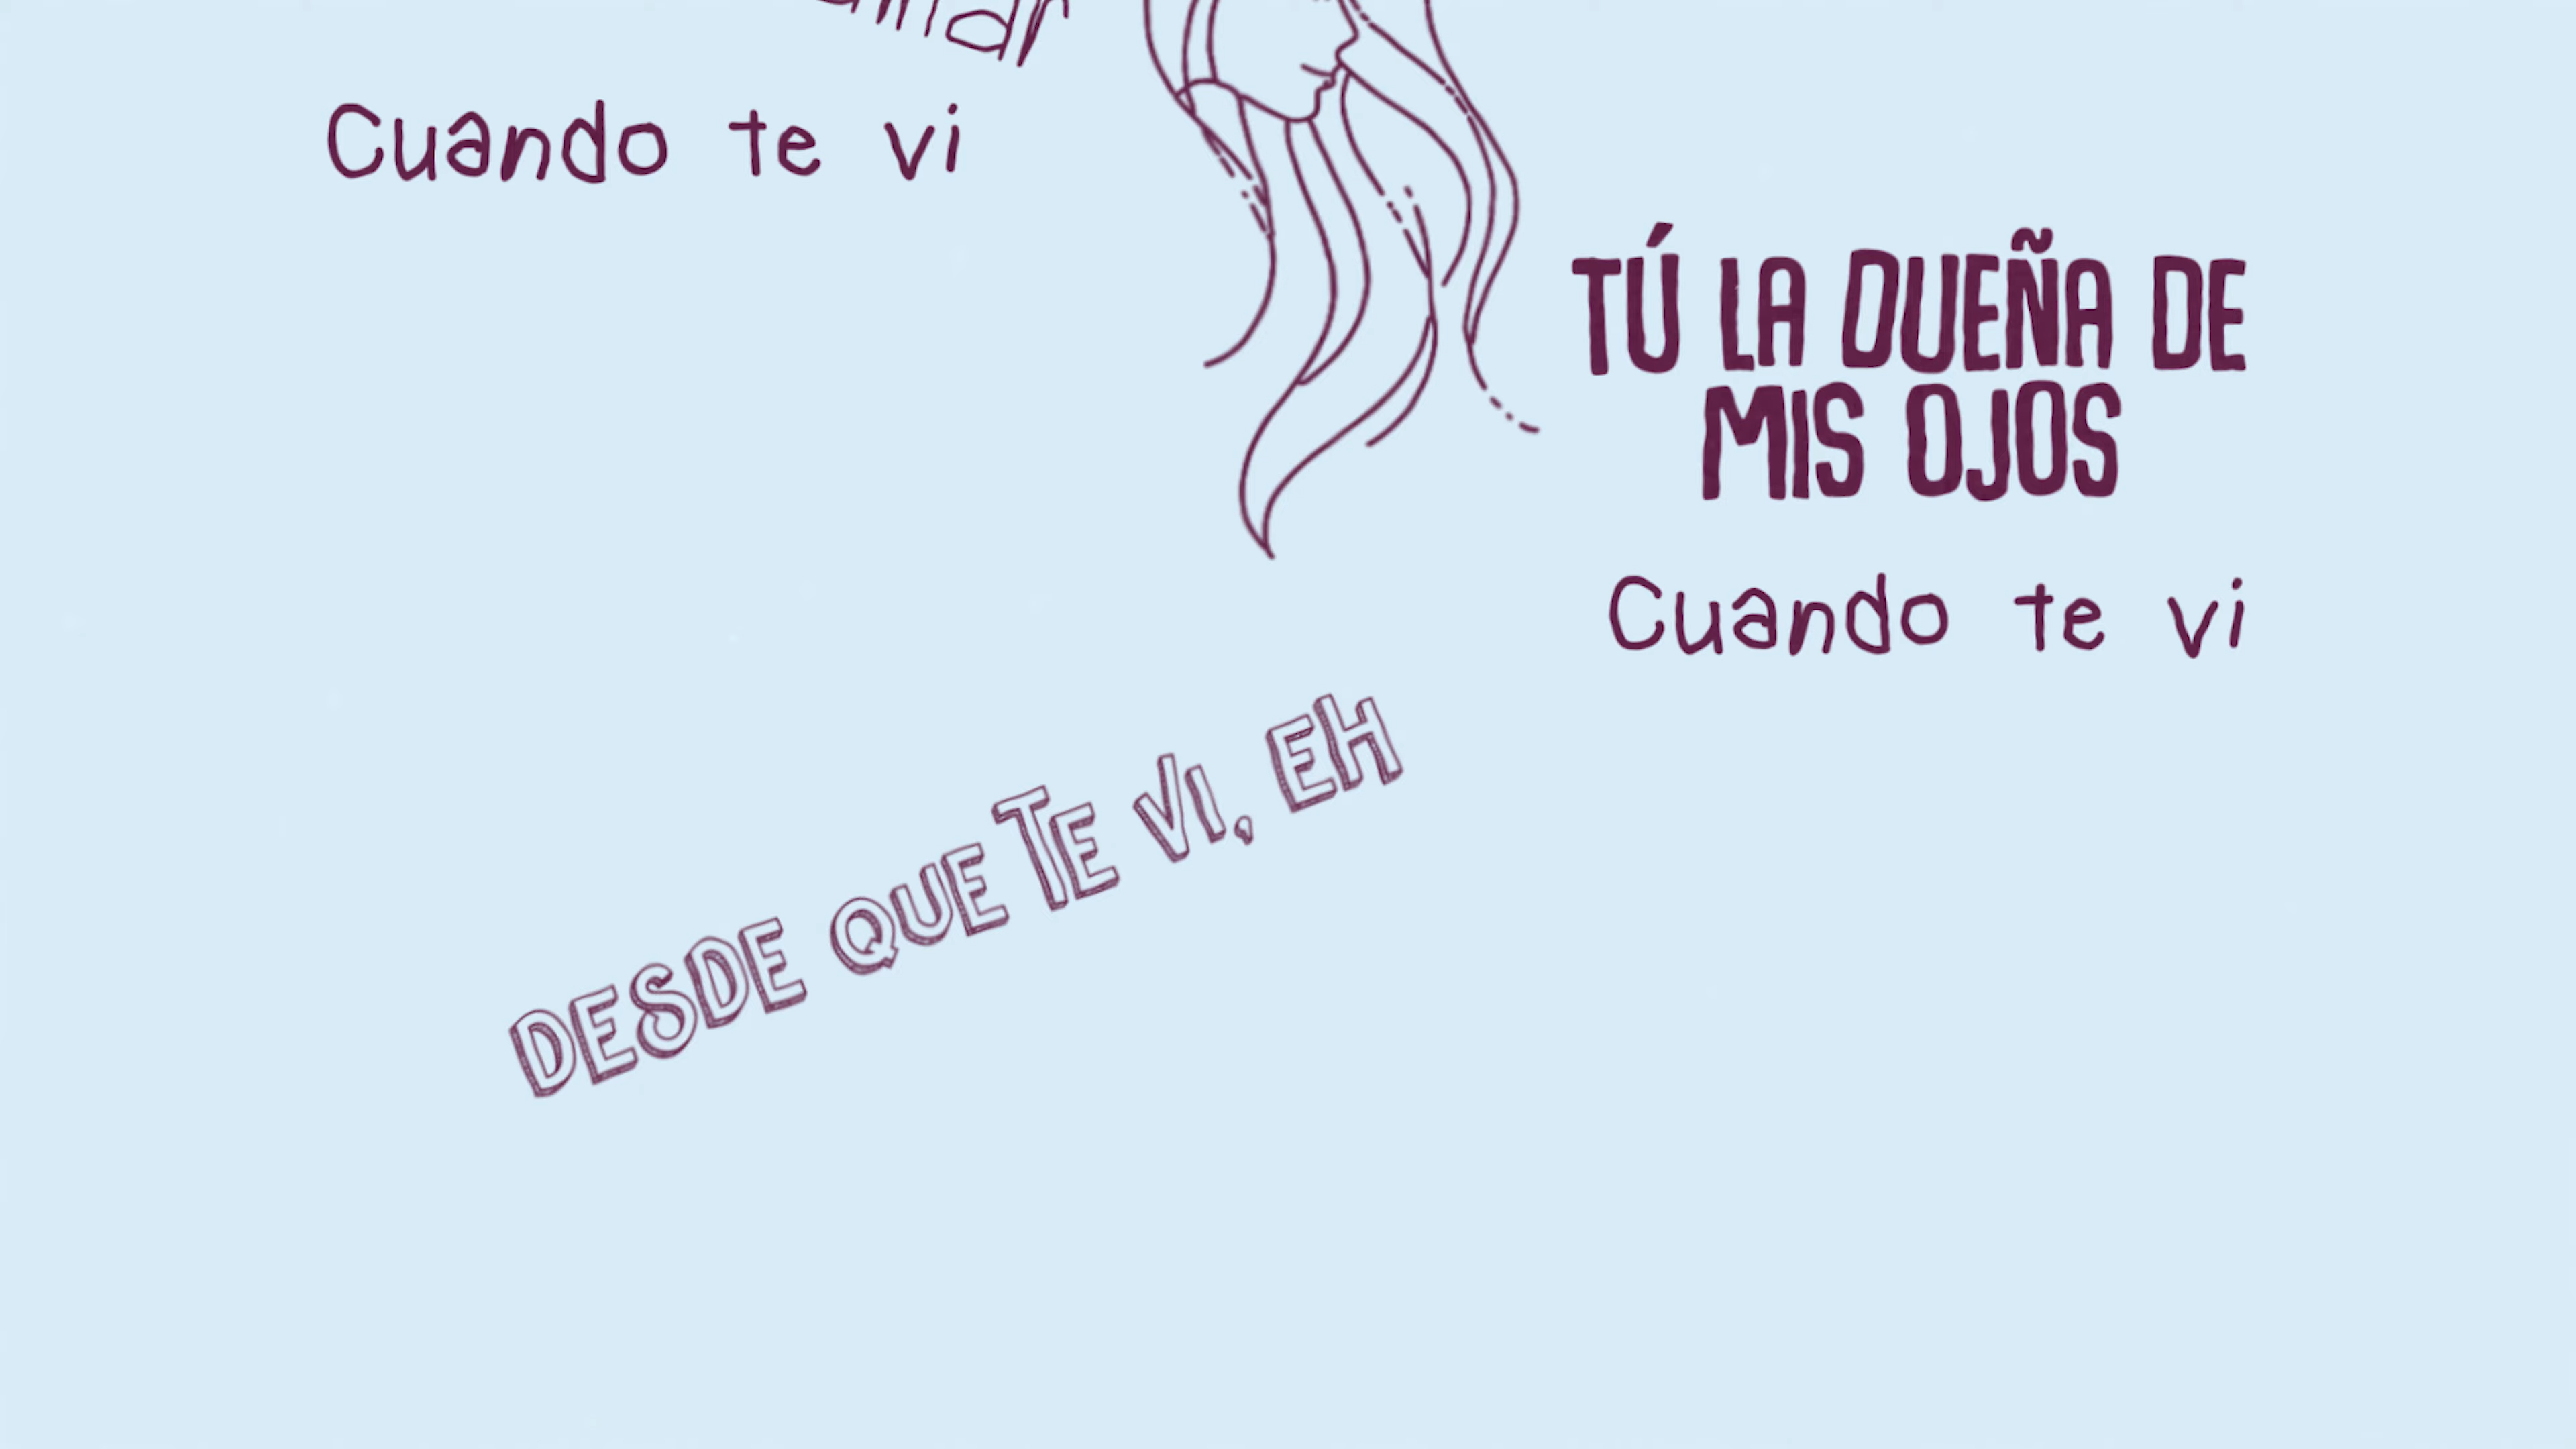 Cuando te vi
TÚ LA DUEÑA DE
MIS OJOS
Cuando te vi
DESDE QUE TE VI, EH